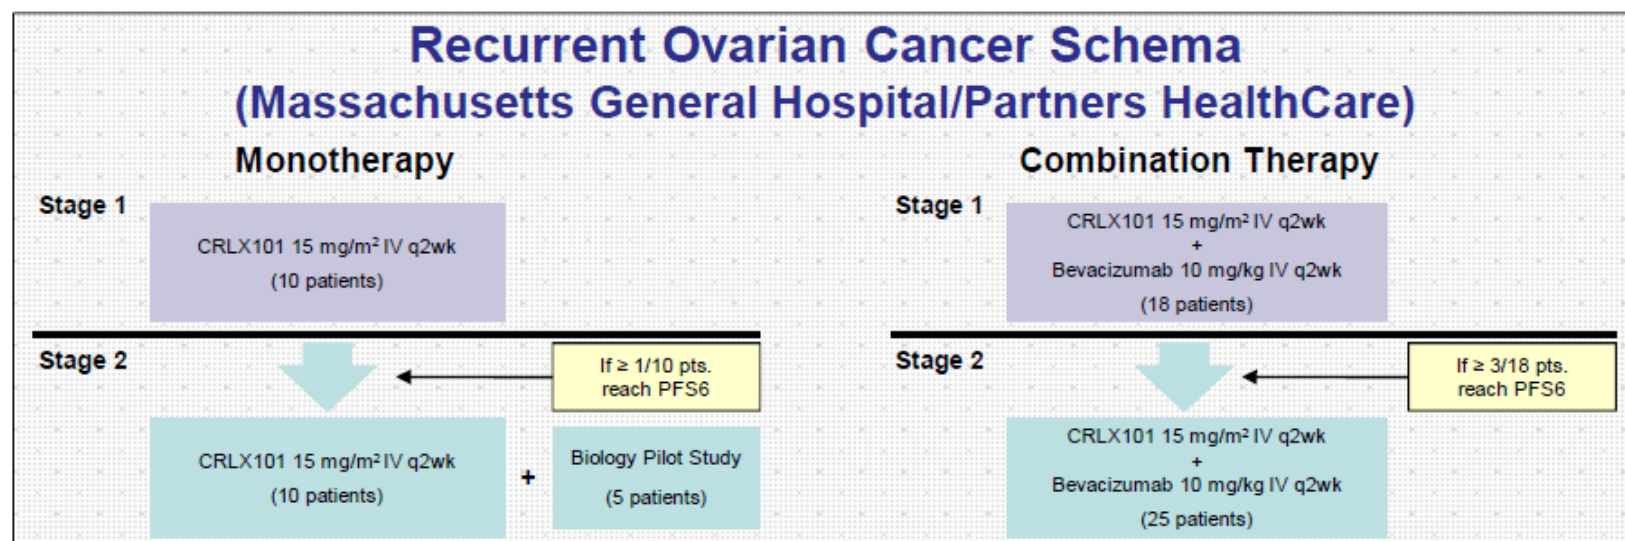 Recurrent Ovarian Cancer Schema
(Massachusetts General Hospital/Partners HealthCare)
Monotherapy
Stage 1
CRLX101 15 mg/m² IV q2wk
(10 patients)
Stage 2
If ≥ 1/10 pts.
reach PFS6
CRLX101 15 mg/m² IV q2wk
(10 patients)
+
Biology Pilot Study
(5 patients)
Combination Therapy
Stage 1
CRLX101 15 mg/m² IV q2wk
+
Bevacizumab 10 mg/kg IV q2wk
(18 patients)
Stage 2
If ≥ 3/18 pts.
reach PFS6
CRLX101 15 mg/m² IV q2wk
+
Bevacizumab 10 mg/kg IV q2wk
(25 patients)